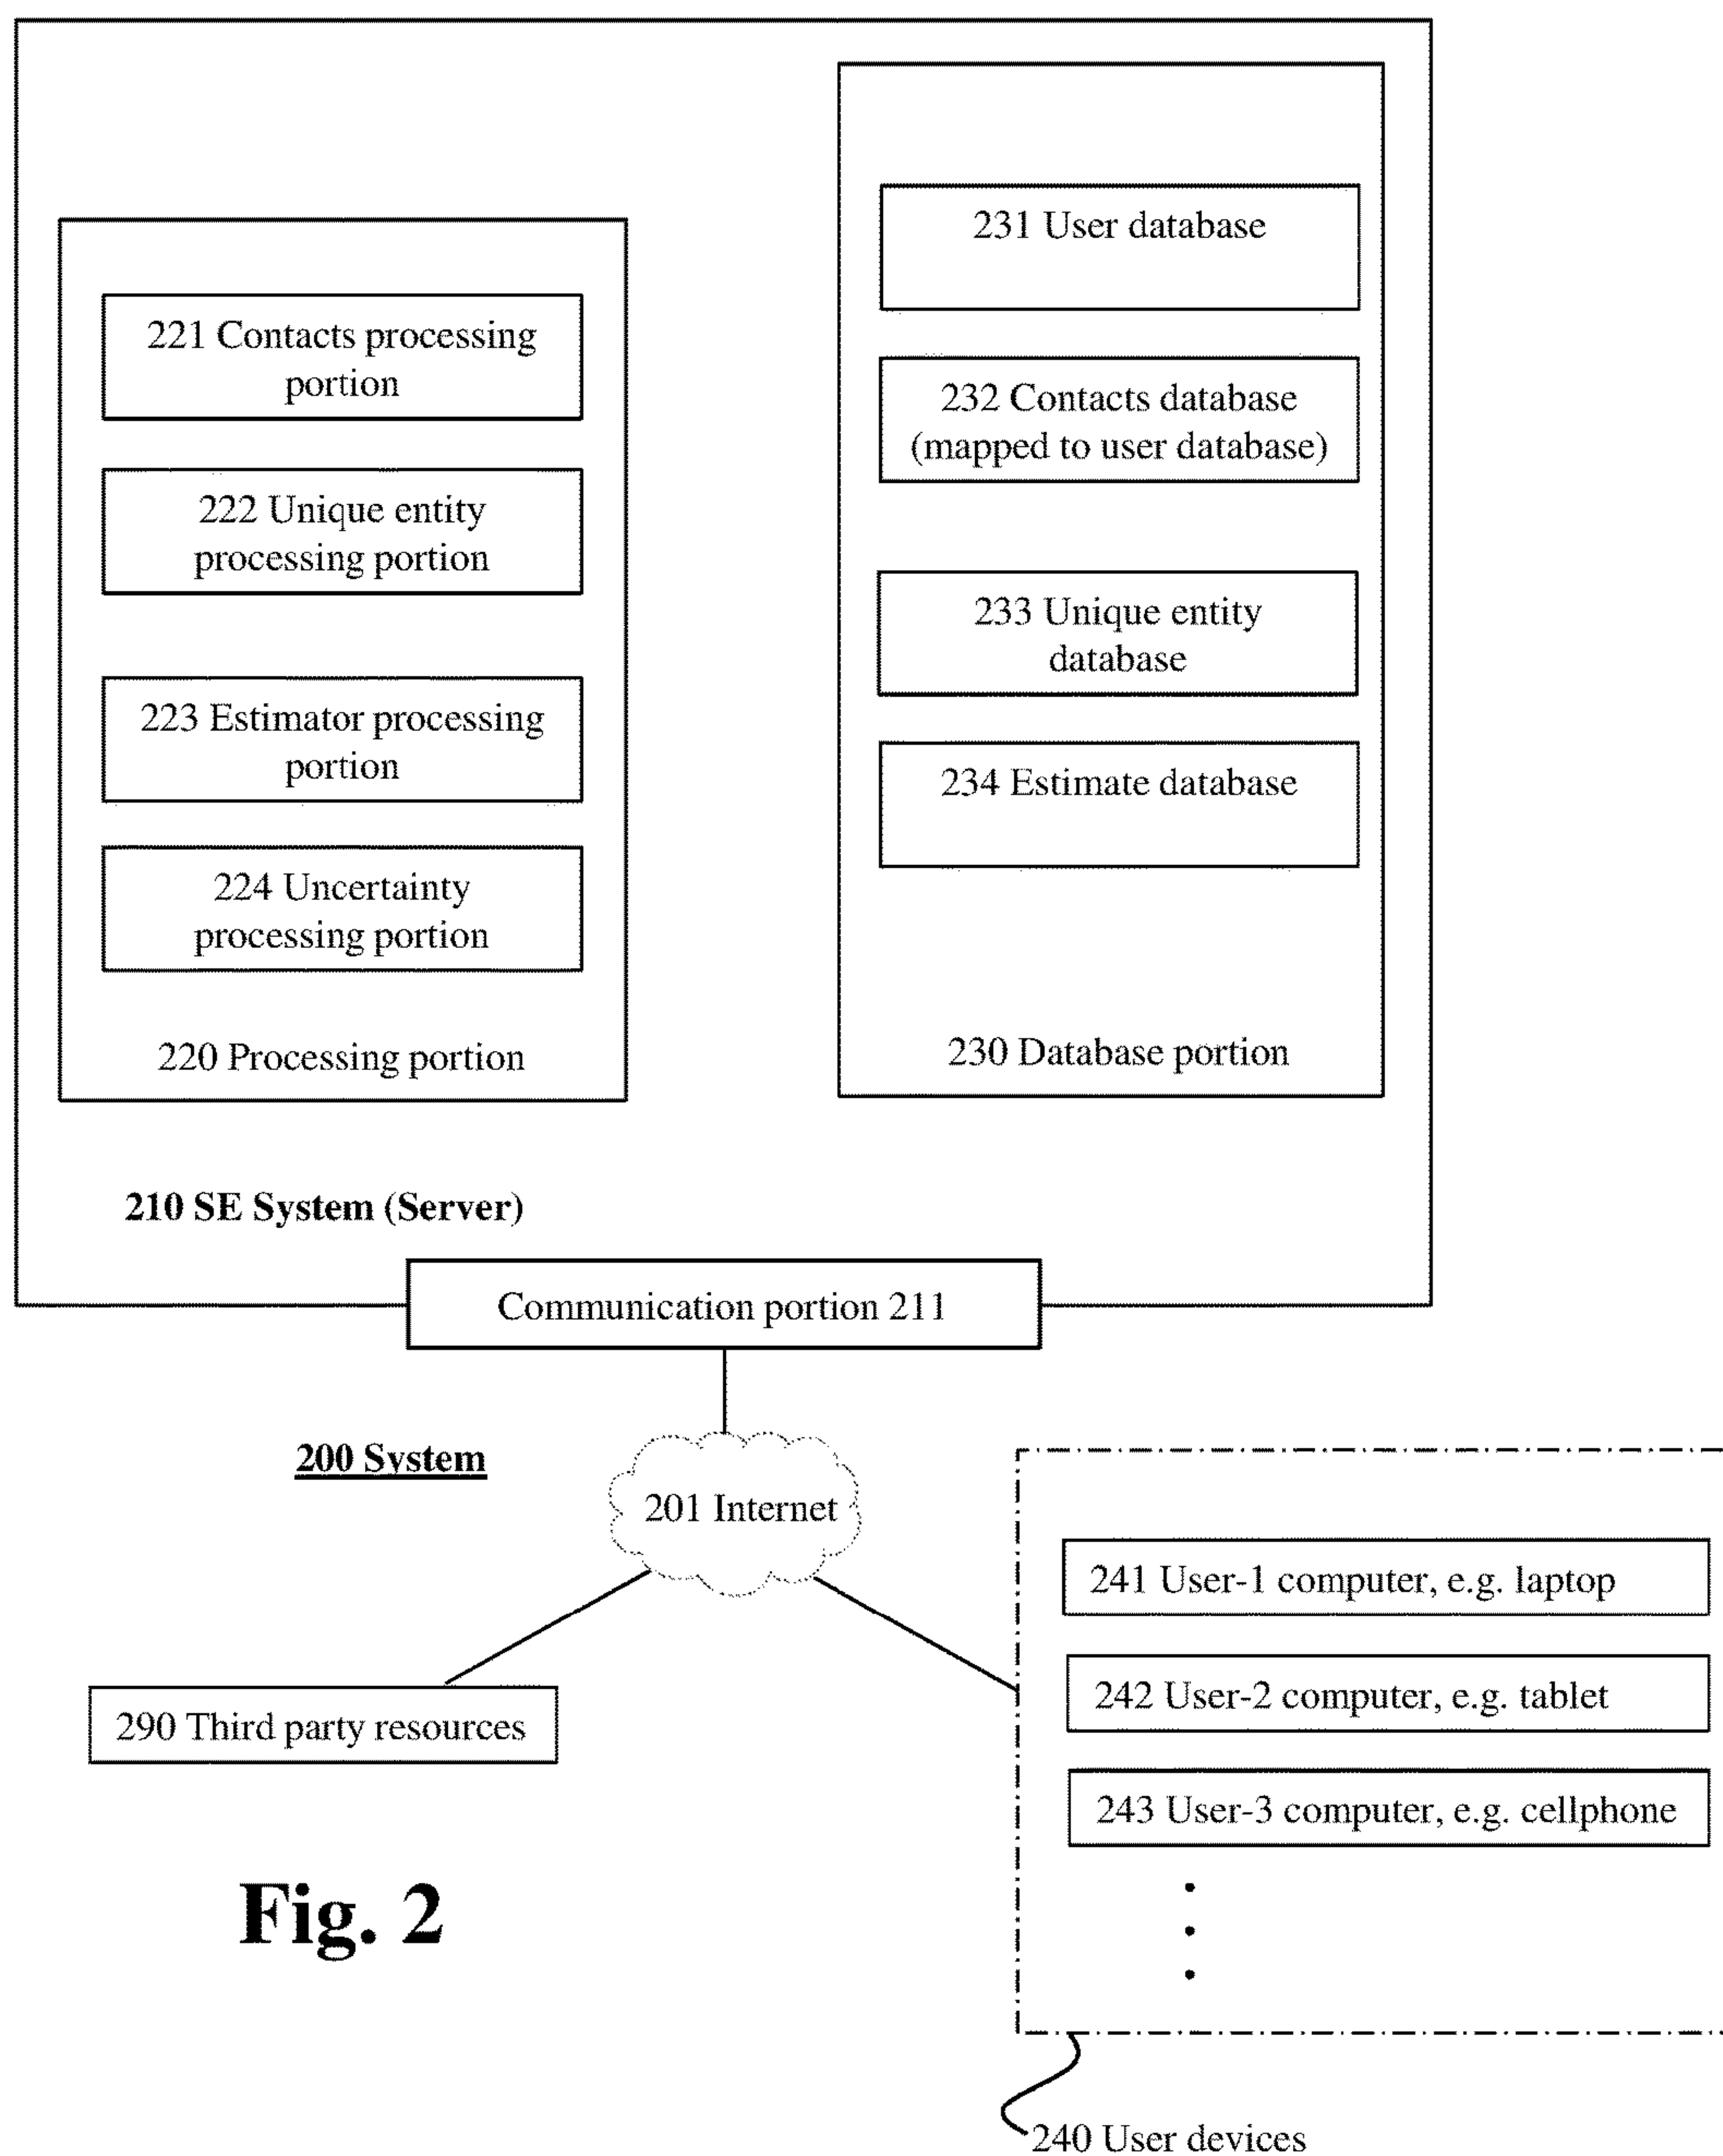 221 Contacts processing
portion
222 Unique entity
processing portion
223 Estimator processing
portion
224 Uncertainty
processing portion
220 Processing portion
231 User database
232 Contacts database
(mapped to user database)
233 Unique entity
database
234 Estimate database
230 Database portion
210 SE System (Server)
Communication portion 211
200 System
201 Internet
290 Third party resources
241 User-1 computer, e.g. laptop
242 User-2 computer, e.g. tablet
243 User-3 computer, e.g. cellphone
Fig. 2
240 User devices